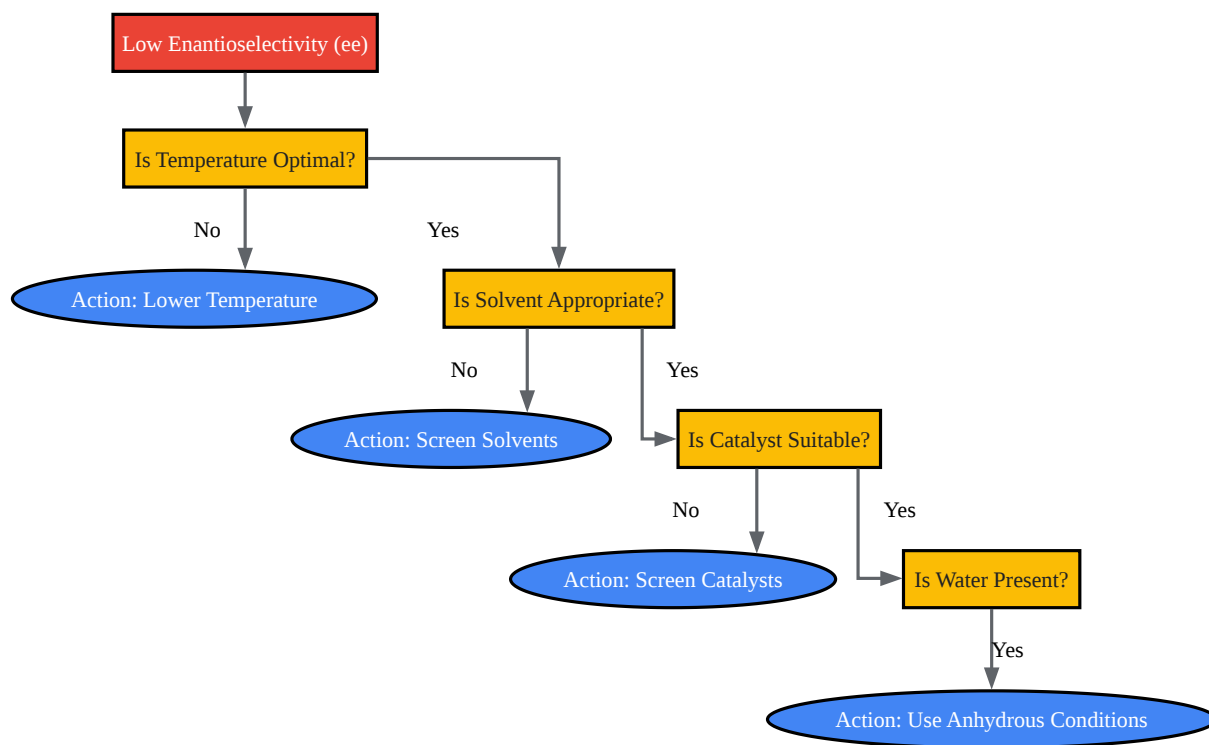 Low Enantioselectivity (ee)
Is Temperature Optimal?
No
Yes
Action: Lower Temperature
Is Solvent Appropriate?
No
Yes
Action: Screen Solvents
Is Catalyst Suitable?
No
Yes
Action: Screen Catalysts
Is Water Present?
Yes
Action: Use Anhydrous Conditions